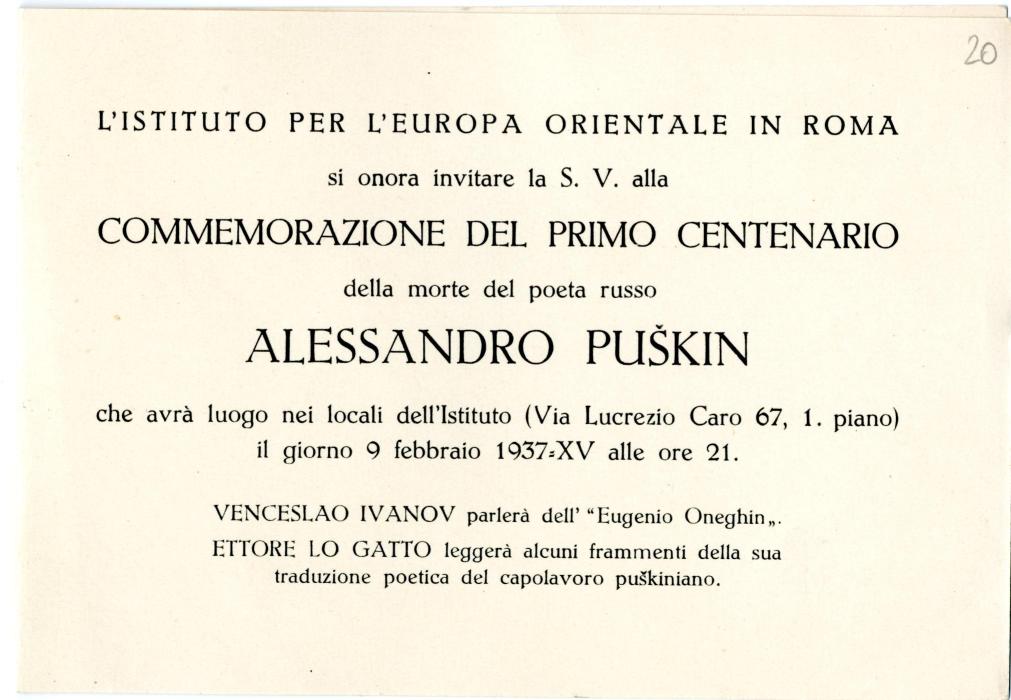 20
L'ISTITUTO PER L'EUROPA ORIENTALE IN ROMA
si onora invitare la S. V. alla
COMMEMORAZIONE DEL PRIMO CENTENARIO
della morte del poeta russo
ALESSANDRO PUŠKIN
che avrà luogo nei locali dell'Istituto (Via Lucrezio Caro 67, 1. piano)
il giorno 9 febbraio 1937=XV alle ore 21.
VENCESLAO IVANOV parlerà dell' “Eugenio Oneghin„.
ETTORE LO GATTO leggerà alcuni frammenti della sua
traduzione poetica del capolavoro puškiniano.